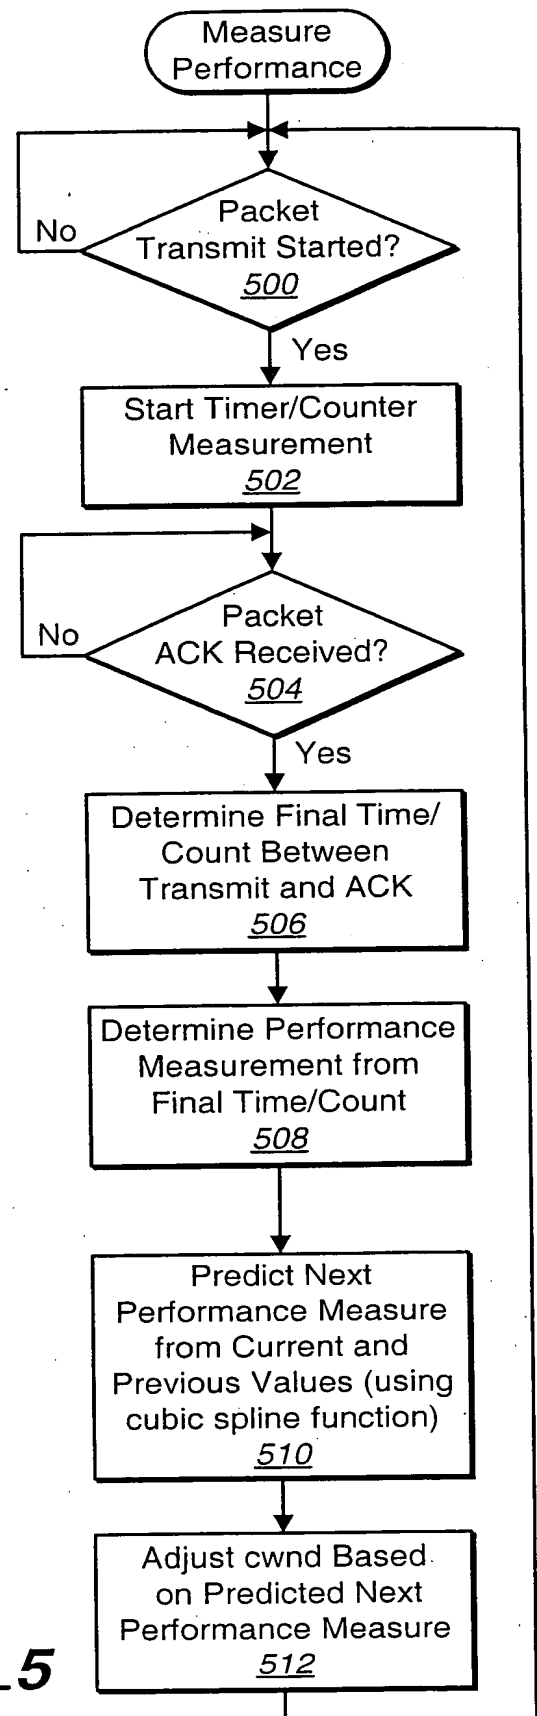 Measure
Performance
Packet
Transmit Started?
500
No
Yes
Start Timer/Counter
Measurement
502
Packet
ACK Received?
504
No
Yes
Determine Final Time/
Count Between
Transmit and ACK
506
Determine Performance
Measurement from
Final Time/Count
508
Predict Next
Performance Measure
from Current and
Previous Values (using
cubic spline function)
510
Adjust cwnd Based
on Predicted Next
Performance Measure
512
5